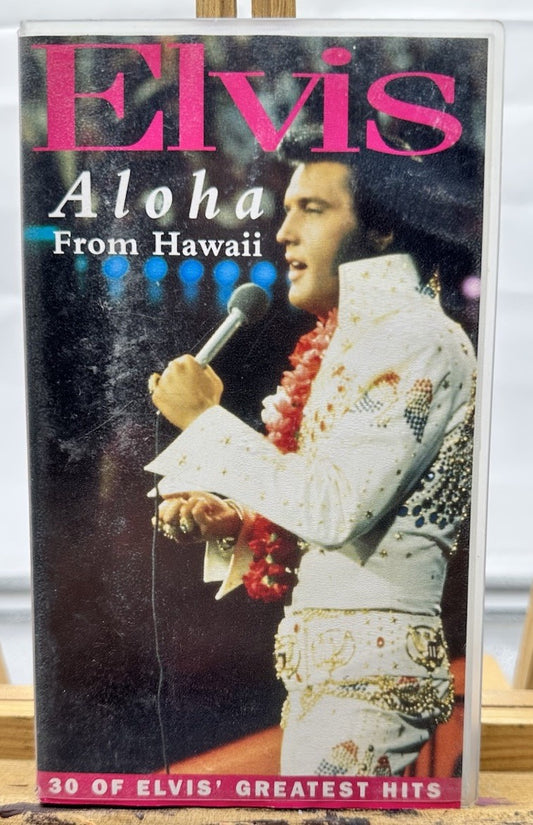 Elvis
Aloha
From Hawaii
30 OF ELVIS' GREATEST HITS